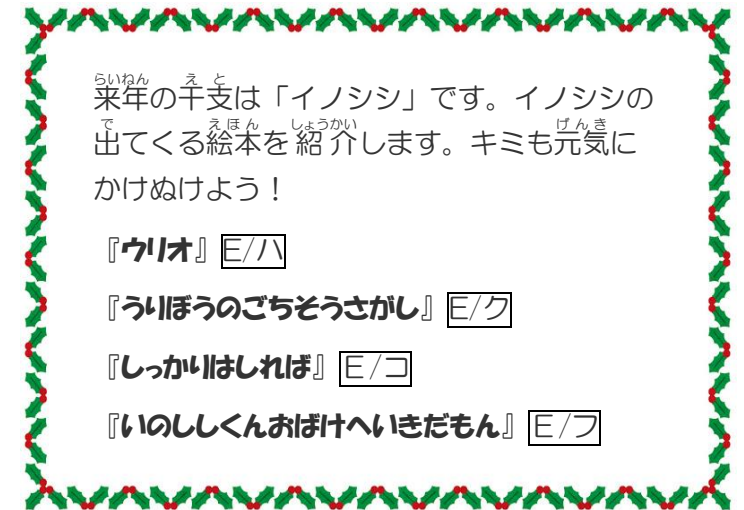 来年の干支は「イノシシ」です。イノシシの
出てくる絵本を紹介します。キミも元気に
かけぬけよう！
『ウリオ』 E/ハ
『うりぼうのごちそうさがし』 E/ク
『しっかりはしれば』 E/コ
『いのししくんおばけへいきだもん』 E/フ